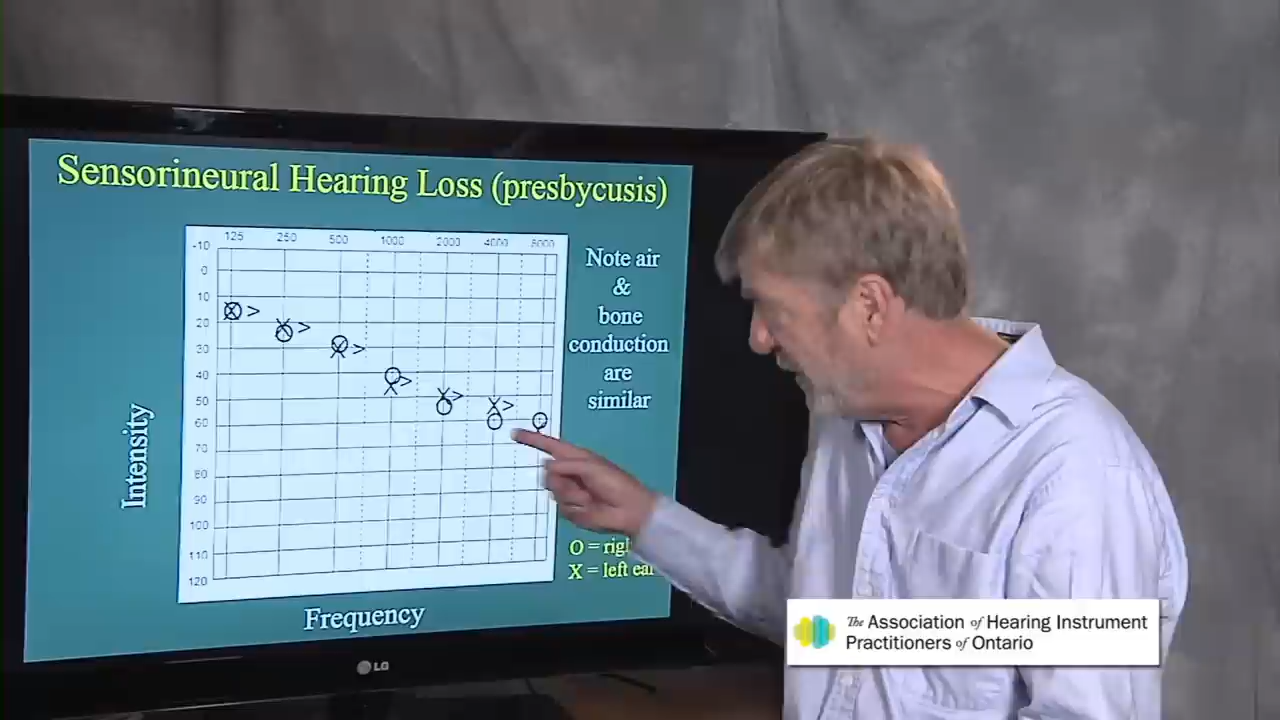 Sensorineural Hearing Loss (presbycusis)
125 250 500 1000 2000 4000 8000
-10
0
10
20
30
40
50
60
70
80
90
100
110
120
Intensity
Frequency
Note air
&
bone
conduction
are
similar
O =
X = left ear
LG
The Association of Hearing Instrument
Practitioners of Ontario